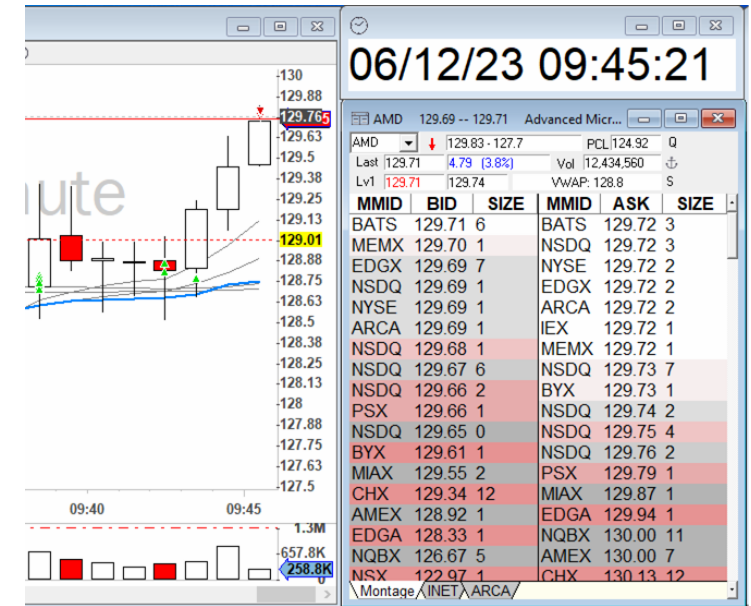 06/12/23 09:45:21
AMD 129.69 -- 129.71 Advanced Micr...
AMD 129.83 - 127.7 PCL 124.92 Q
Last 129.71 4.79 (3.8%) Vol 12,434,560
Lv1 129.71 129.74 VWAP: 128.8 S
MMID BID SIZE MMID ASK SIZE
BATS 129.71 6 BATS 129.72 3
MEMX 129.70 1 NSDQ 129.72 3
EDGX 129.69 7 NYSE 129.72 2
NSDQ 129.69 1 EDGX 129.72 2
NYSE 129.69 1 ARCA 129.72 2
ARCA 129.69 1 IEX 129.72 1
NSDQ 129.68 1 MEMX 129.72 1
NSDQ 129.67 6 NSDQ 129.73 7
NSDQ 129.66 2 BYX 129.73 1
PSX 129.66 1 NSDQ 129.74 2
NSDQ 129.65 0 NSDQ 129.75 4
BYX 129.61 1 NSDQ 129.76 2
MIAX 129.55 2 PSX 129.79 1
CHX 129.34 12 MIAX 129.87 1
AMEX 128.92 1 EDGA 129.94 1
EDGA 128.33 1 NQBX 130.00 11
NQBX 126.67 5 AMEX 130.00 7
NSX 122.97 1 CHX 130.13 12
Montage INET ARCA
ute
130
129.88
129.76
129.63
129.5
129.38
129.25
129.13
129.01
128.88
128.75
128.63
128.5
128.38
128.25
128.13
128
127.88
127.75
127.63
127.5
09:40 09:45
1.3M
657.8K
258.8K
0